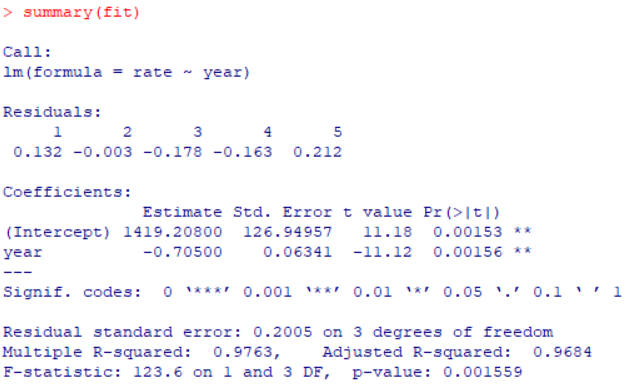 > summary(fit)
Call:
lm(formula = rate ~ year)
Residuals:
1 2 3 4 5
0.132 -0.003 -0.178 -0.163 0.212
Coefficients:
Estimate Std. Error t value Pr(>|t|)
(Intercept) 1419.20800 126.94957 11.18 0.00153 **
year -0.70500 0.06341 -11.12 0.00156 **
---
Signif. codes: 0 ‘***’ 0.001 ‘**’ 0.01 ‘*’ 0.05 ‘.’ 0.1 ‘ ’ 1
Residual standard error: 0.2005 on 3 degrees of freedom
Multiple R-squared: 0.9763, Adjusted R-squared: 0.9684
F-statistic: 123.6 on 1 and 3 DF, p-value: 0.001559